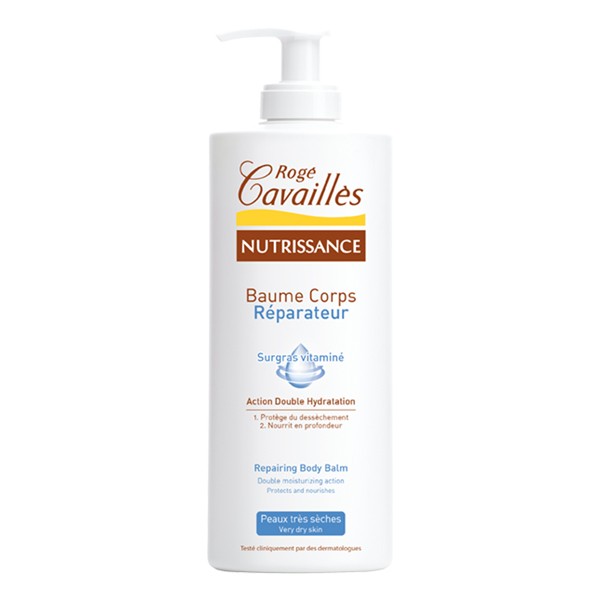 Rogé
Cavaillès
NUTRISSANCE
Baume Corps
Réparateur
Surgras vitaminé
Action Double Hydratation
1. Protège du dessèchement
2. Nourrit en profondeur
Repairing Body Balm
Double moisturizing action
Protects and nourishes
Peaux très sèches
Very dry skin
Testé cliniquement par des dermatologues